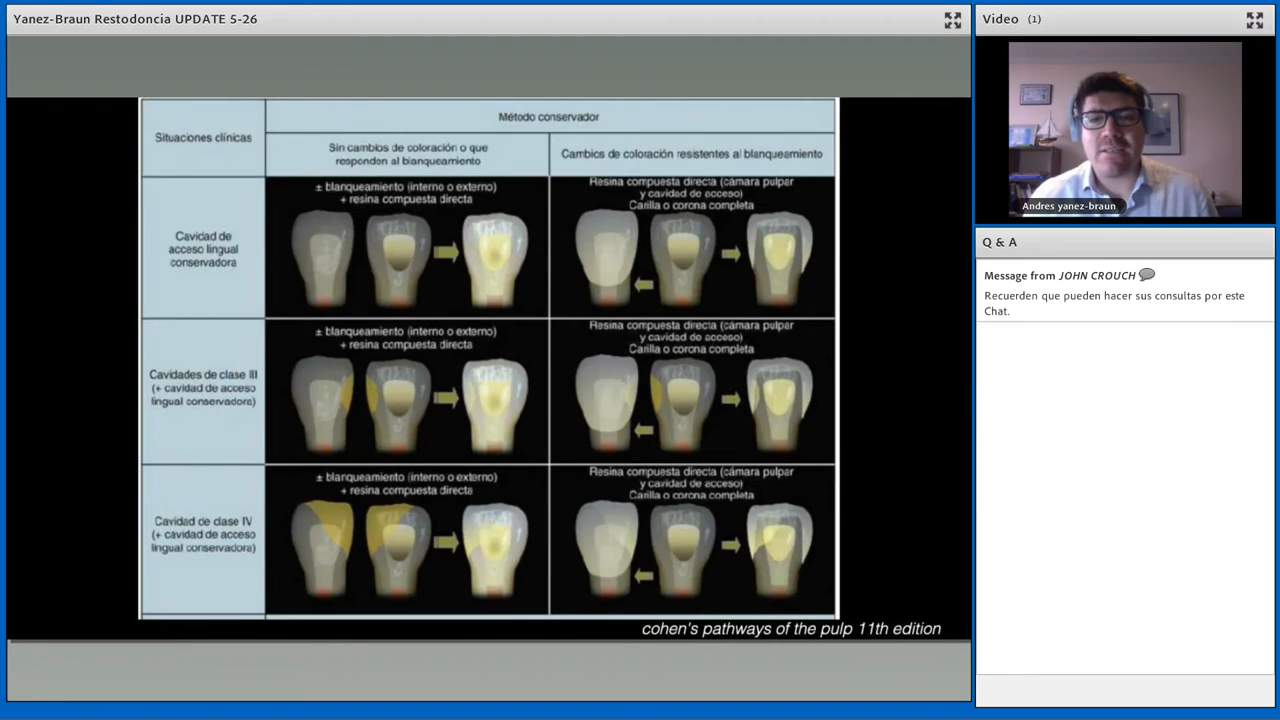 Yanez-Braun Restodoncia UPDATE 5-26
Situaciones clínicas
Método conservador
Sin cambios de coloración o que
responden al blanqueamiento
Cambios de coloración resistentes al blanqueamiento
Cavidad de
acceso lingual
conservadora
± blanqueamiento (interno o externo)
+ resina compuesta directa
Resina compuesta directa (cámara pulpar
y cavidad de acceso)
Carilla o corona completa
Cavidades de clase III
(+ cavidad de acceso
lingual conservadora)
± blanqueamiento (interno o externo)
+ resina compuesta directa
Resina compuesta directa (cámara pulpar
y cavidad de acceso)
Carilla o corona completa
Cavidad de clase IV
(+ cavidad de acceso
lingual conservadora)
± blanqueamiento (interno o externo)
+ resina compuesta directa
Resina compuesta directa (cámara pulpar
y cavidad de acceso)
Carilla o corona completa
cohen's pathways of the pulp 11th edition
Video (1)
Andres yanez-braun
Q & A
Message from JOHN CROUCH
Recuerden que pueden hacer sus consultas por este
Chat.